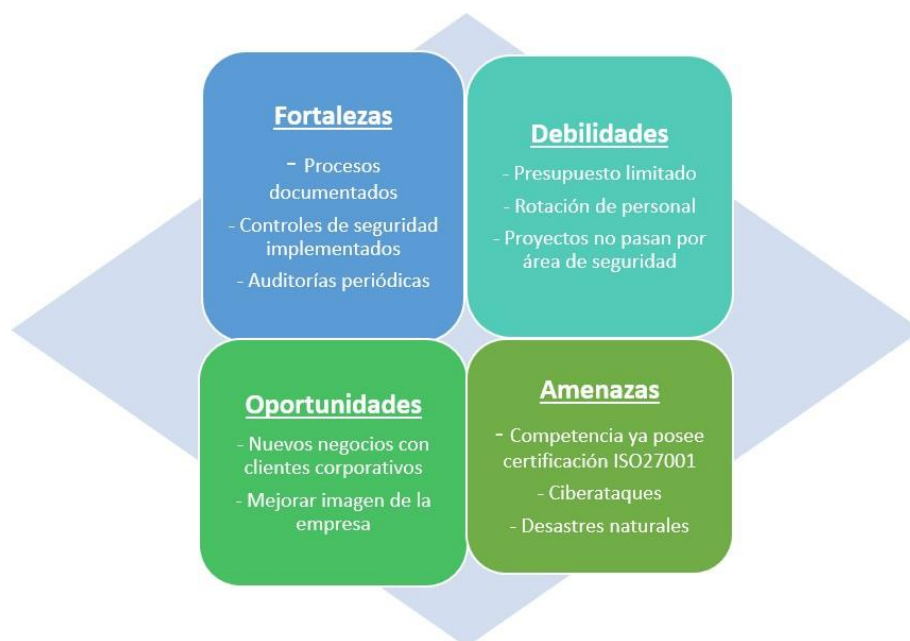 Fortalezas
- Procesos
documentados
- Controles de seguridad
implementados
- Auditorías periódicas
Debilidades
- Presupuesto limitado
- Rotación de personal
- Proyectos no pasan por
área de seguridad
Oportunidades
- Nuevos negocios con
clientes corporativos
- Mejorar imagen de la
empresa
Amenazas
- Competencia ya posee
certificación ISO27001
- Ciberataques
- Desastres naturales